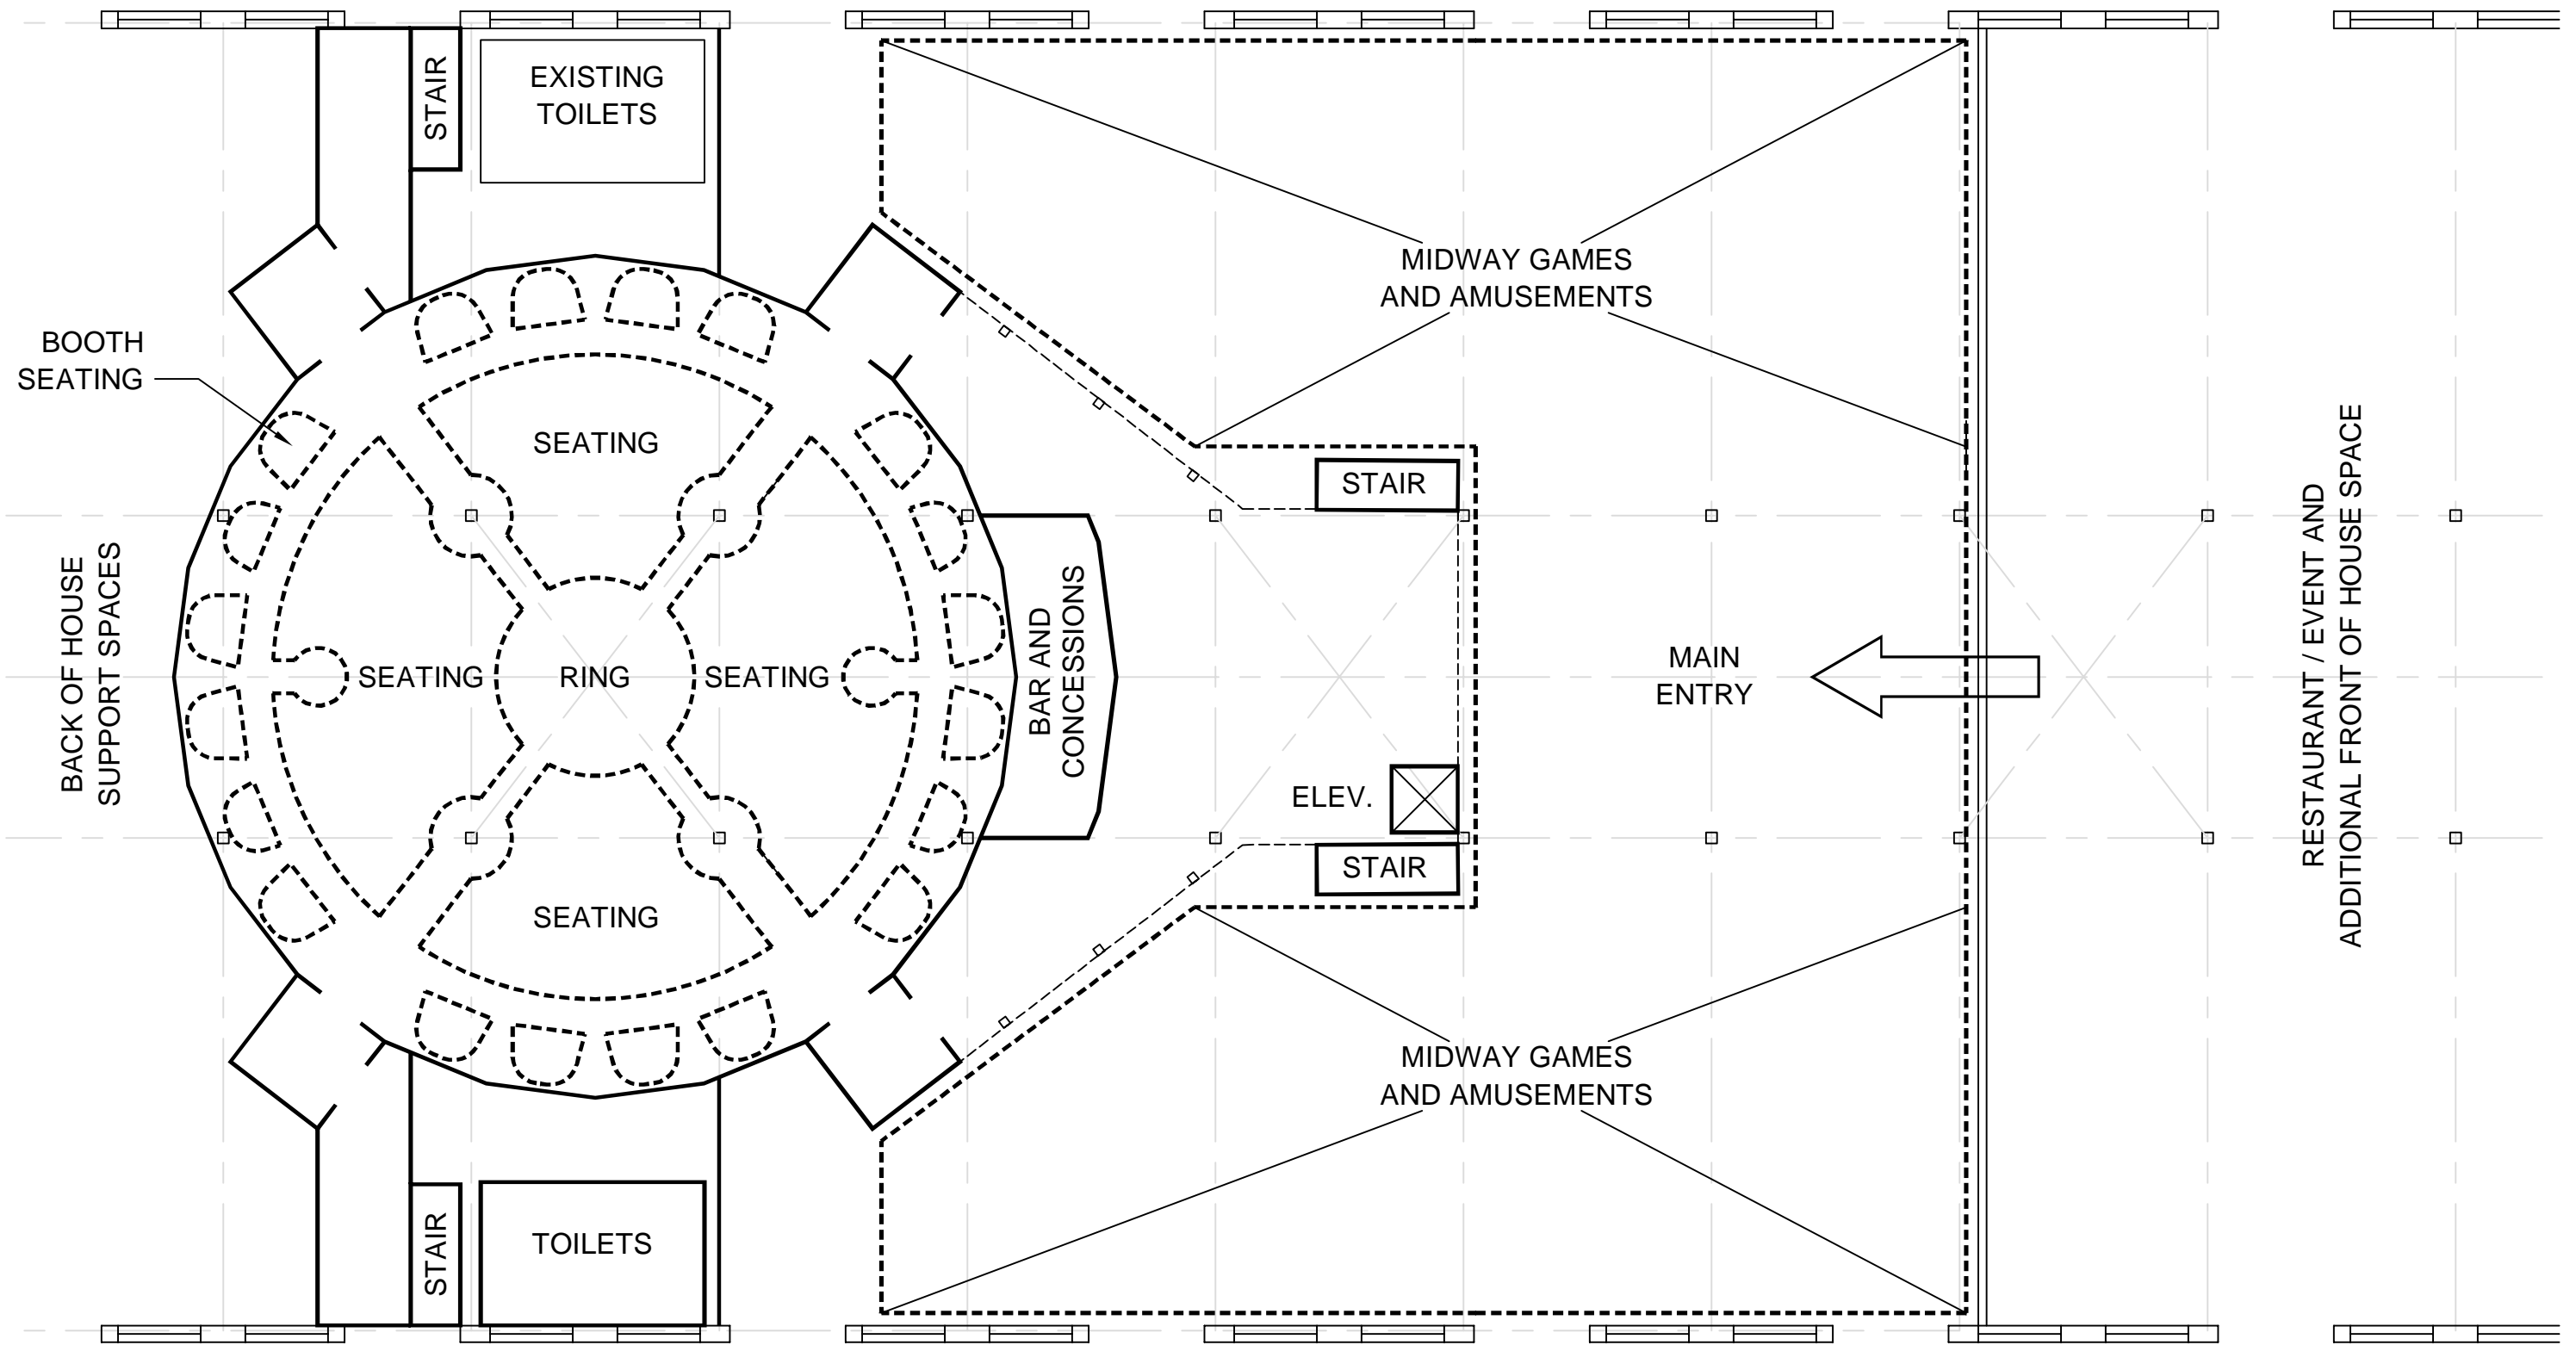 STAIR
EXISTING
TOILETS
MIDWAY GAMES
AND AMUSEMENTS
BOOTH
SEATING
SEATING
STAIR
BACK OF HOUSE
SUPPORT SPACES
SEATING
RING
SEATING
BAR AND
CONCESSIONS
MAIN
ENTRY
RESTAURANT / EVENT AND
ADDITIONAL FRONT OF HOUSE SPACE
ELEV.
STAIR
SEATING
MIDWAY GAMES
AND AMUSEMENTS
STAIR
TOILETS